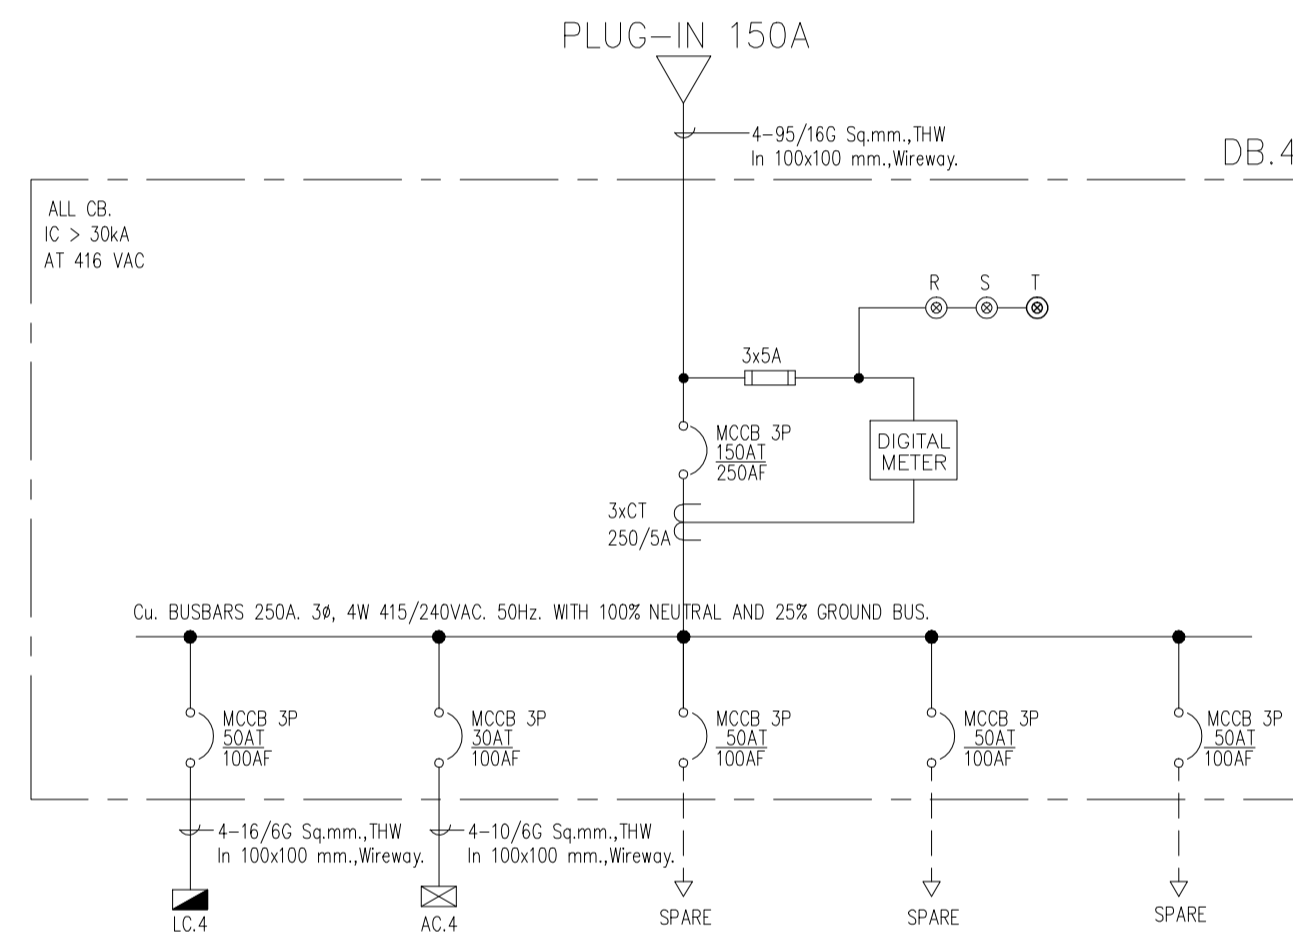 PLUG-IN 150A
4-95/16G Sq.mm.,THW
In 100x100 mm.,Wireway.
DB.4
ALL CB.
IC > 30kA
AT 416 VAC
R S T
3x5A
MCCB 3P
150AT
250AF
DIGITAL
METER
3xCT
250/5A
Cu. BUSBARS 250A. 3ø, 4W 415/240VAC. 50Hz. WITH 100% NEUTRAL AND 25% GROUND BUS.
MCCB 3P
50AT
100AF
MCCB 3P
30AT
100AF
MCCB 3P
50AT
100AF
MCCB 3P
50AT
100AF
MCCB 3P
50AT
100AF
4-16/6G Sq.mm.,THW
In 100x100 mm.,Wireway.
4-10/6G Sq.mm.,THW
In 100x100 mm.,Wireway.
LC.4
AC.4
SPARE
SPARE
SPARE